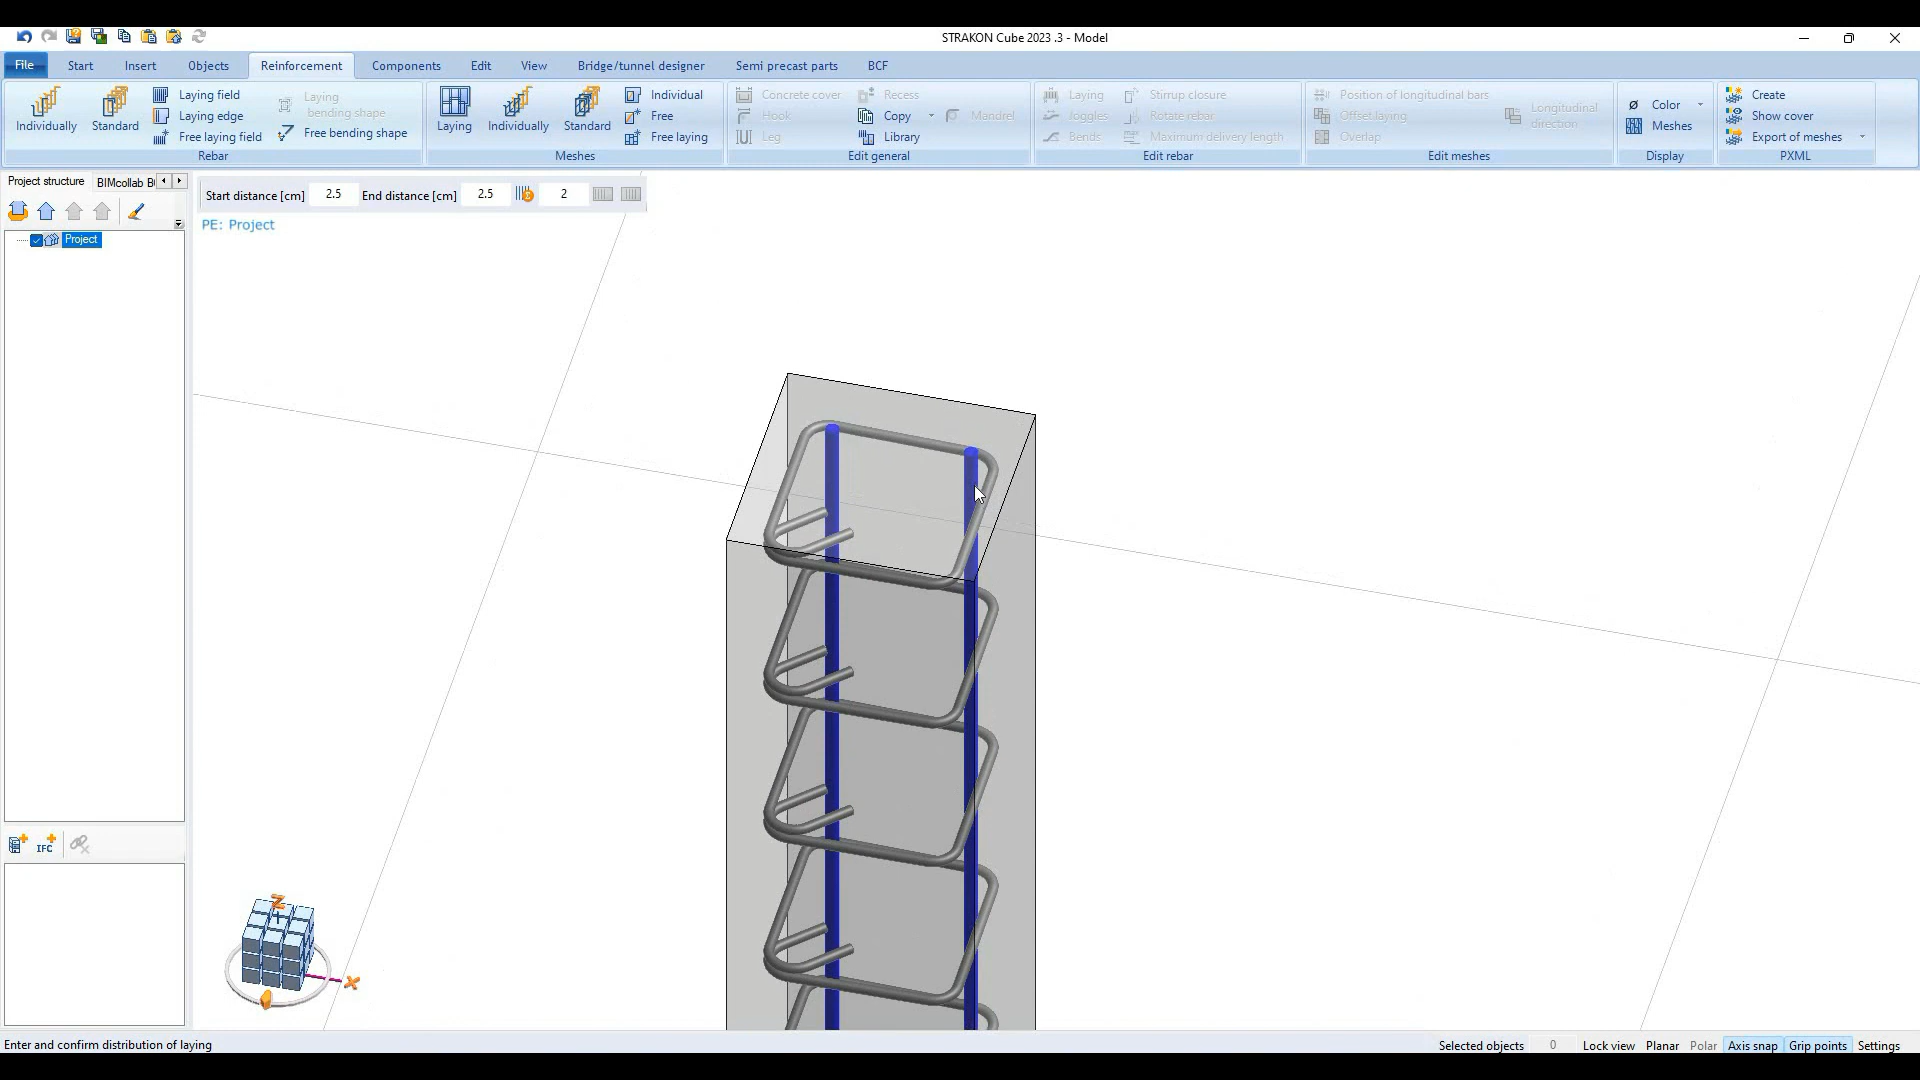 STRAKON Cube 2023 .3 - Model
File Start Insert Objects Reinforcement Components Edit View Bridge/tunnel designer Semi precast parts BCF
Individually
Standard
Laying field
Laying edge
Free laying field
Laying
bending shape
Free bending shape
Rebar
Laying
Individually
Standard
Individual
Free
Free laying
Meshes
Concrete cover
Hook
Leg
Recess
Copy
Library
Mandrel
Edit general
Laying
Joggles
Bends
Stirrup closure
Rotate rebar
Maximum delivery length
Edit rebar
Position of longitudinal bars
Offset laying
Overlap
Longitudinal
direction
Edit meshes
Color
Meshes
Display
Create
Show cover
Export of meshes
PXML
Project structure BIMcollab B
Start distance [cm] 2.5 End distance [cm] 2.5 2
PE: Project
Project
IFC
Z
X
Enter and confirm distribution of laying
Selected objects 0 Lock view Planar Polar Axis snap Grip points Settings